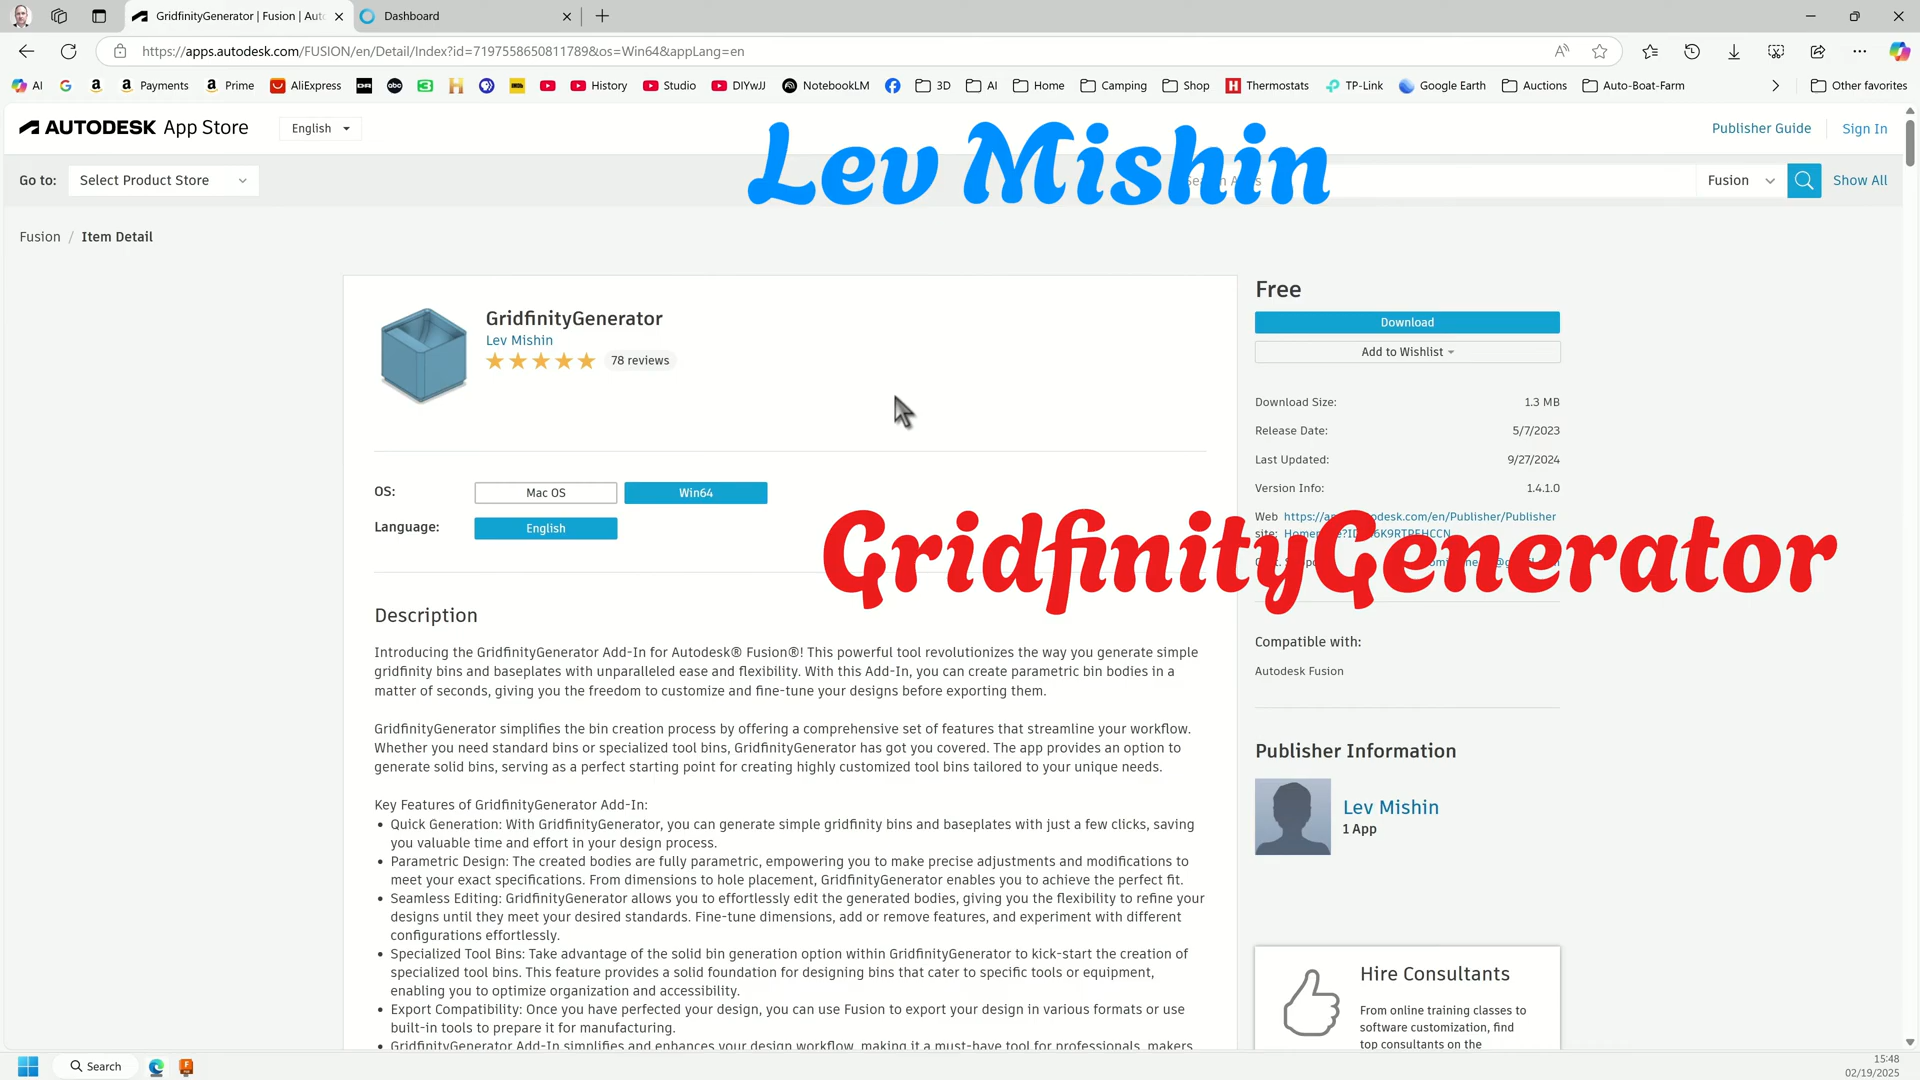 GridfinityGenerator | Fusion | Aut
Dashboard
https://apps.autodesk.com/FUSION/en/Detail/Index?id=7197558650811789&os=Win64&appLang=en
AI
Payments
Prime
AliExpress
History
Studio
DIYwJJ
NotebookLM
3D
AI
Home
Camping
Shop
Thermostats
TP-Link
Google Earth
Auctions
Auto-Boat-Farm
Other favorites
AUTODESK App Store
English
Publisher Guide
Sign In
Lev Mishin
Go to:
Select Product Store
Fusion
Show All
Fusion / Item Detail
GridfinityGenerator
Lev Mishin
78 reviews
OS:
Mac OS
Win64
Language:
English
Free
Download
Add to Wishlist
Download Size: 1.3 MB
Release Date: 5/7/2023
Last Updated: 9/27/2024
Version Info: 1.4.1.0
Web
site:
GridfinityGenerator
Description
Introducing the GridfinityGenerator Add-In for Autodesk® Fusion®! This powerful tool revolutionizes the way you generate simple
gridfinity bins and baseplates with unparalleled ease and flexibility. With this Add-In, you can create parametric bin bodies in a
matter of seconds, giving you the freedom to customize and fine-tune your designs before exporting them.
GridfinityGenerator simplifies the bin creation process by offering a comprehensive set of features that streamline your workflow.
Whether you need standard bins or specialized tool bins, GridfinityGenerator has got you covered. The app provides an option to
generate solid bins, serving as a perfect starting point for creating highly customized tool bins tailored to your unique needs.
Key Features of GridfinityGenerator Add-In:
• Quick Generation: With GridfinityGenerator, you can generate simple gridfinity bins and baseplates with just a few clicks, saving
you valuable time and effort in your design process.
• Parametric Design: The created bodies are fully parametric, empowering you to make precise adjustments and modifications to
meet your exact specifications. From dimensions to hole placement, GridfinityGenerator enables you to achieve the perfect fit.
• Seamless Editing: GridfinityGenerator allows you to effortlessly edit the generated bodies, giving you the flexibility to refine your
designs until they meet your desired standards. Fine-tune dimensions, add or remove features, and experiment with different
configurations effortlessly.
• Specialized Tool Bins: Take advantage of the solid bin generation option within GridfinityGenerator to kick-start the creation of
specialized tool bins. This feature provides a solid foundation for designing bins that cater to specific tools or equipment,
enabling you to optimize organization and accessibility.
• Export Compatibility: Once you have perfected your design, you can use Fusion to export your design in various formats or use
built-in tools to prepare it for manufacturing.
• GridfinityGenerator Add-In simplifies and enhances your design workflow, making it a must-have tool for professionals, makers
Compatible with:
Autodesk Fusion
Publisher Information
Lev Mishin
1 App
Hire Consultants
From online training classes to
software customization, find
top consultants on the
Search
15:48
02/19/2025